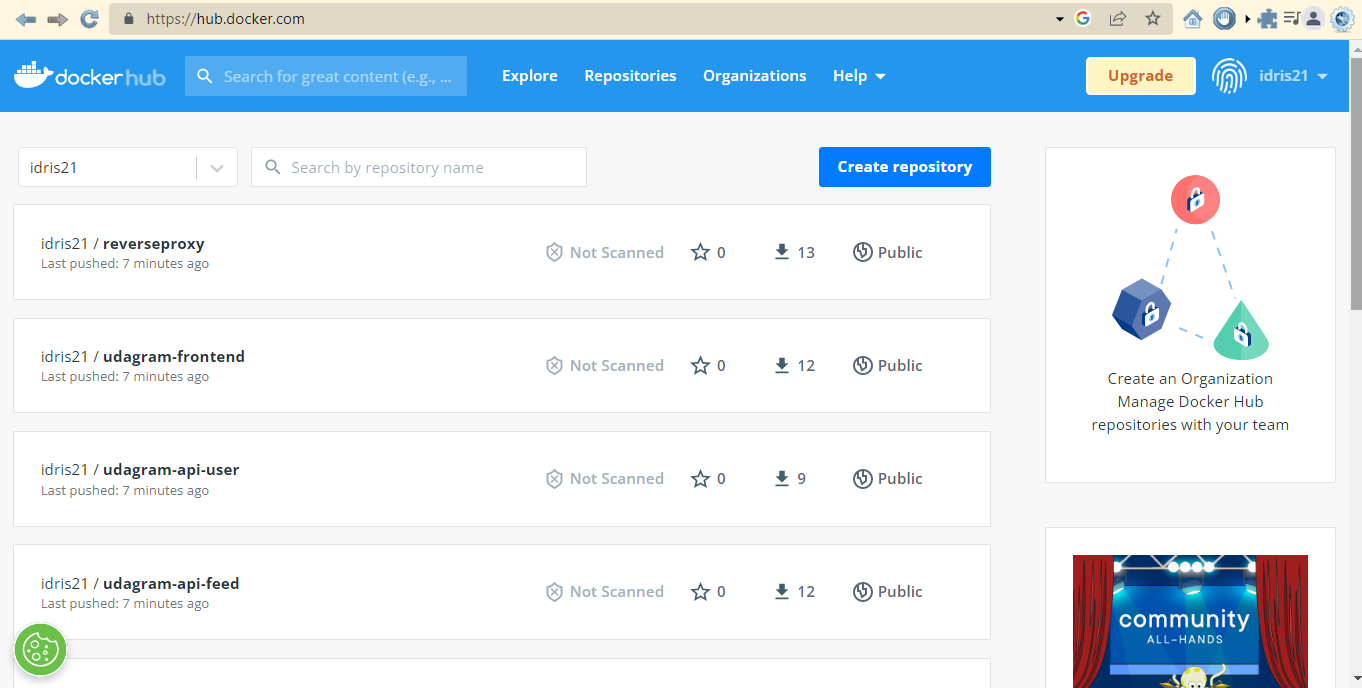 https://hub.docker.com
docker hub
Search for great content (e.g., ...
Explore
Repositories
Organizations
Help
Upgrade
idris21
idris21
Search by repository name
Create repository
idris21 / reverseproxy
Last pushed: 7 minutes ago
Not Scanned
0
13
Public
idris21 / udagram-frontend
Last pushed: 7 minutes ago
Not Scanned
0
12
Public
idris21 / udagram-api-user
Last pushed: 7 minutes ago
Not Scanned
0
9
Public
idris21 / udagram-api-feed
Last pushed: 7 minutes ago
Not Scanned
0
12
Public
Create an Organization
Manage Docker Hub
repositories with your team
community
ALL-HANDS